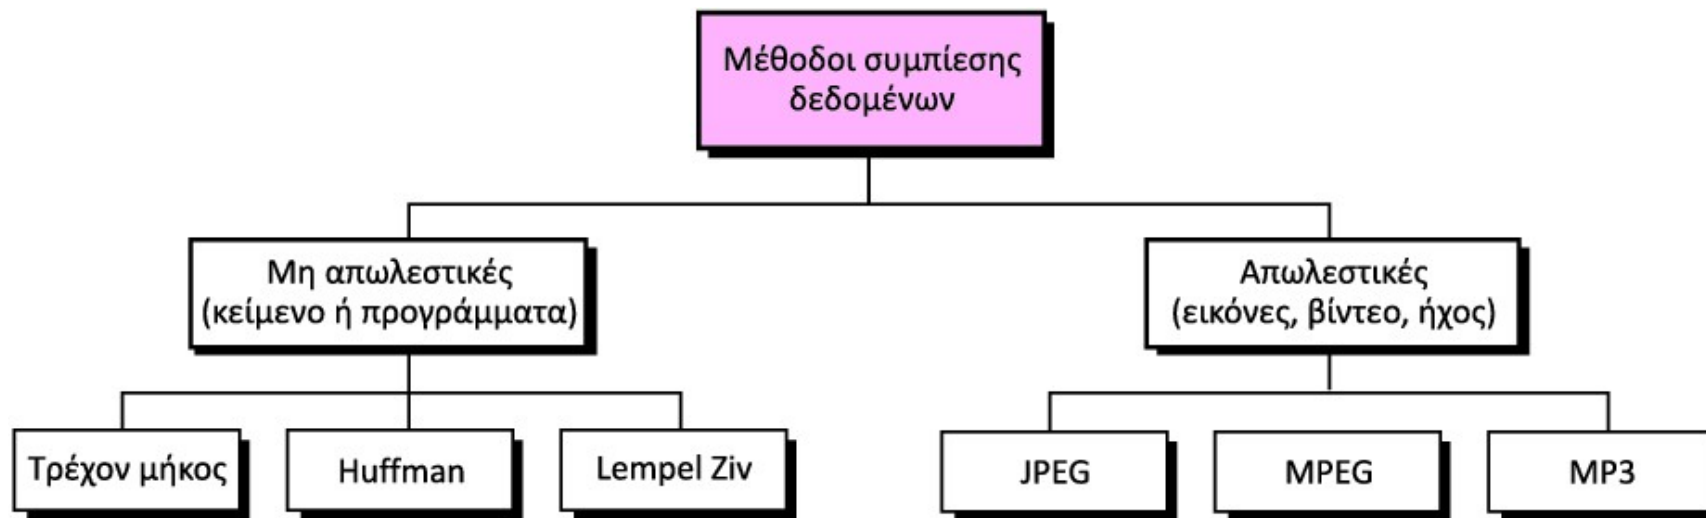 Μέθοδοι συμπίεσης
δεδομένων
Μη απωλεστικές
(κείμενο ή προγράμματα)
Απωλεστικές
(εικόνες, βίντεο, ήχος)
Τρέχον μήκος
Huffman
Lempel Ziv
JPEG
MPEG
MP3